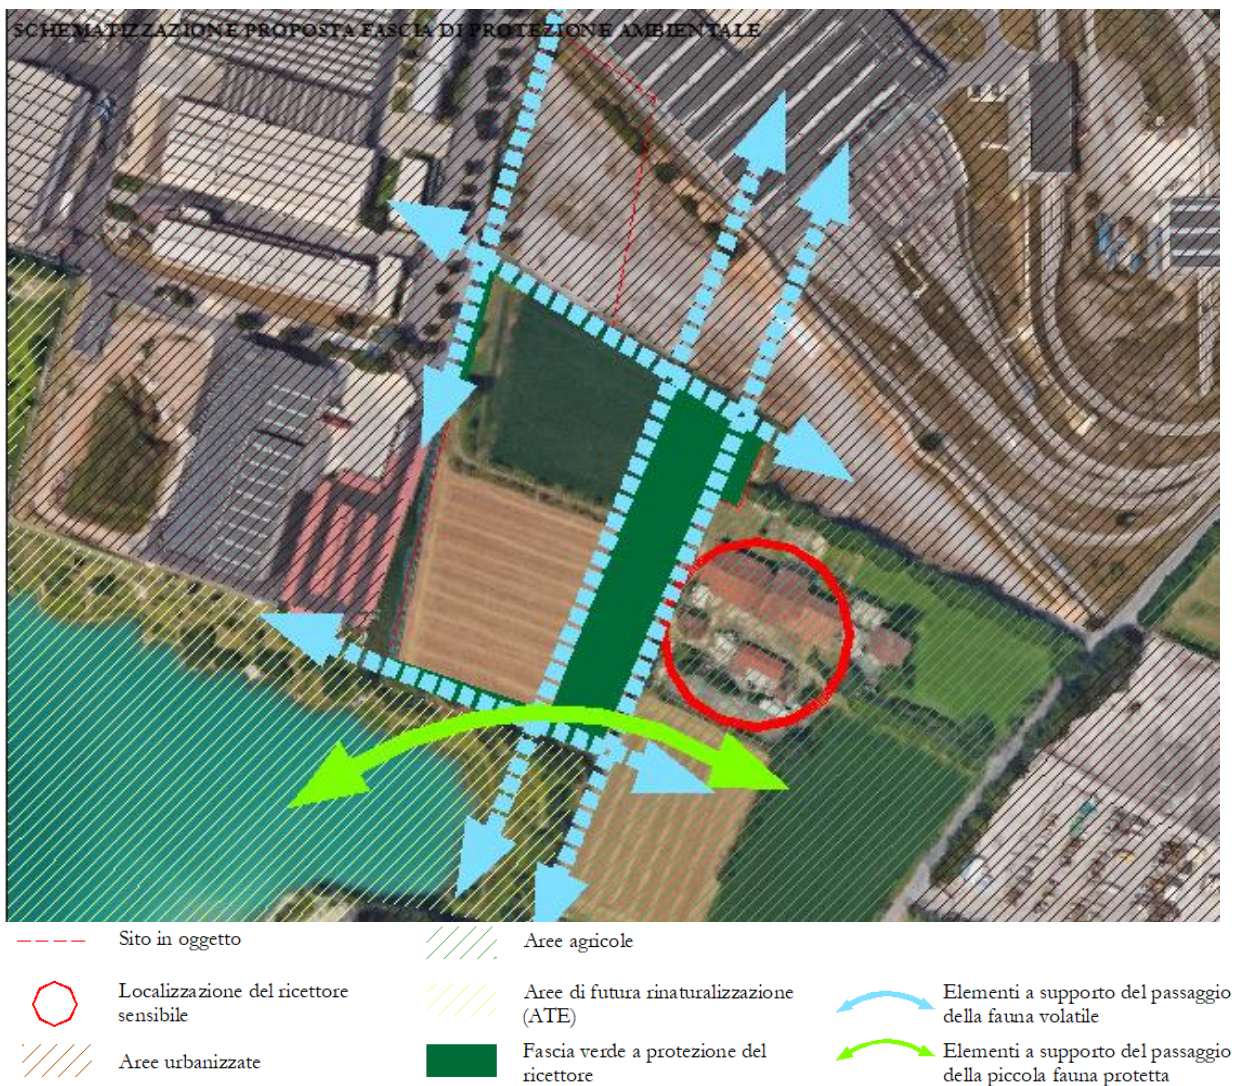 SCHEMATIZZAZIONE PROPOSTA FASCIA DI PROTEZIONE AMBIENTALE
Sito in oggetto
Localizzazione del ricettore
sensibile
Aree urbanizzate
Aree agricole
Aree di futura rinaturalizzazione
(ATE)
Fascia verde a protezione del
ricettore
Elementi a supporto del passaggio
della fauna volatile
Elementi a supporto del passaggio
della piccola fauna protetta